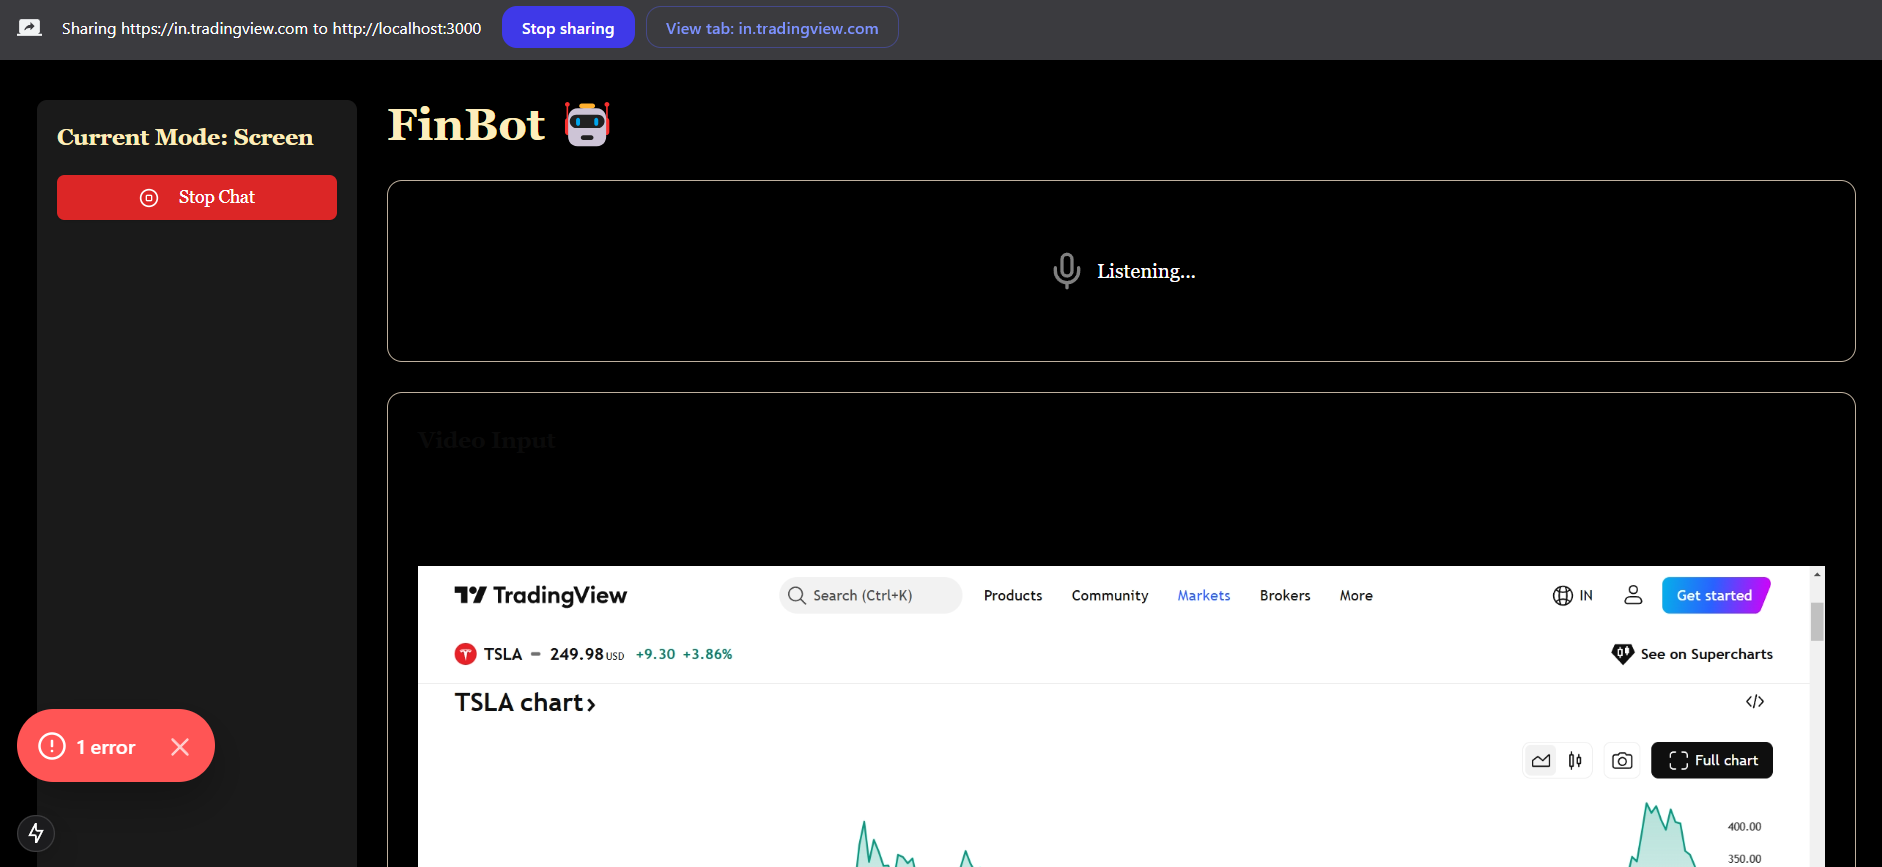 Sharing https://in.tradingview.com to http://localhost:3000 Stop sharing View tab: in.tradingview.com
Current Mode: Screen
Stop Chat
FinBot
Listening...
Video Input
TradingView Search (Ctrl+K) Products Community Markets Brokers More IN Get started
TSLA 249.98 USD +9.30 +3.86% See on Supercharts
TSLA chart ›
</>
Full chart
400.00
350.00
1 error